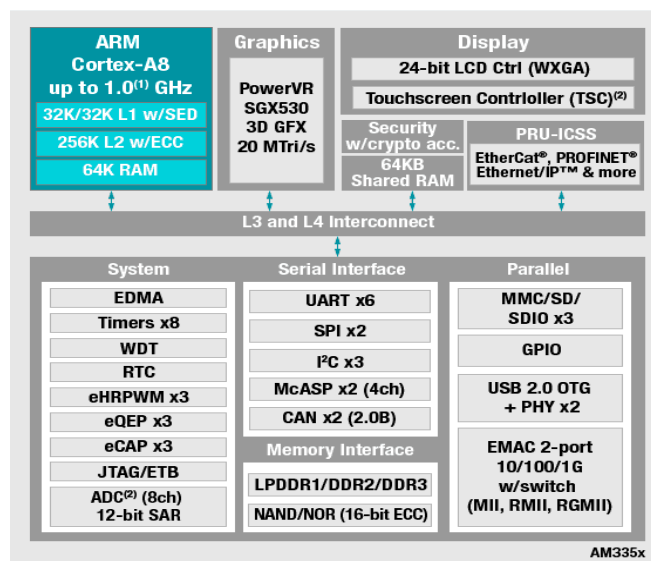 ARM
Cortex-A8
up to 1.0(1) GHz
32K/32K L1 w/SED
256K L2 w/ECC
64K RAM
Graphics
PowerVR
SGX530
3D GFX
20 MTri/s
Display
24-bit LCD Ctrl (WXGA)
Touchscreen Contrloller (TSC)(2)
Security
w/crypto acc.
64KB
Shared RAM
PRU-ICSS
EtherCat®, PROFINET®
Ethernet/IP™ & more
L3 and L4 Interconnect
System
EDMA
Timers x8
WDT
RTC
eHRPWM x3
eQEP x3
eCAP x3
JTAG/ETB
ADC(2) (8ch)
12-bit SAR
Serial Interface
UART x6
SPI x2
I²C x3
McASP x2 (4ch)
CAN x2 (2.0B)
Memory Interface
LPDDR1/DDR2/DDR3
NAND/NOR (16-bit ECC)
Parallel
MMC/SD/
SDIO x3
GPIO
USB 2.0 OTG
+ PHY x2
EMAC 2-port
10/100/1G
w/switch
(MII, RMII, RGMII)
AM335x